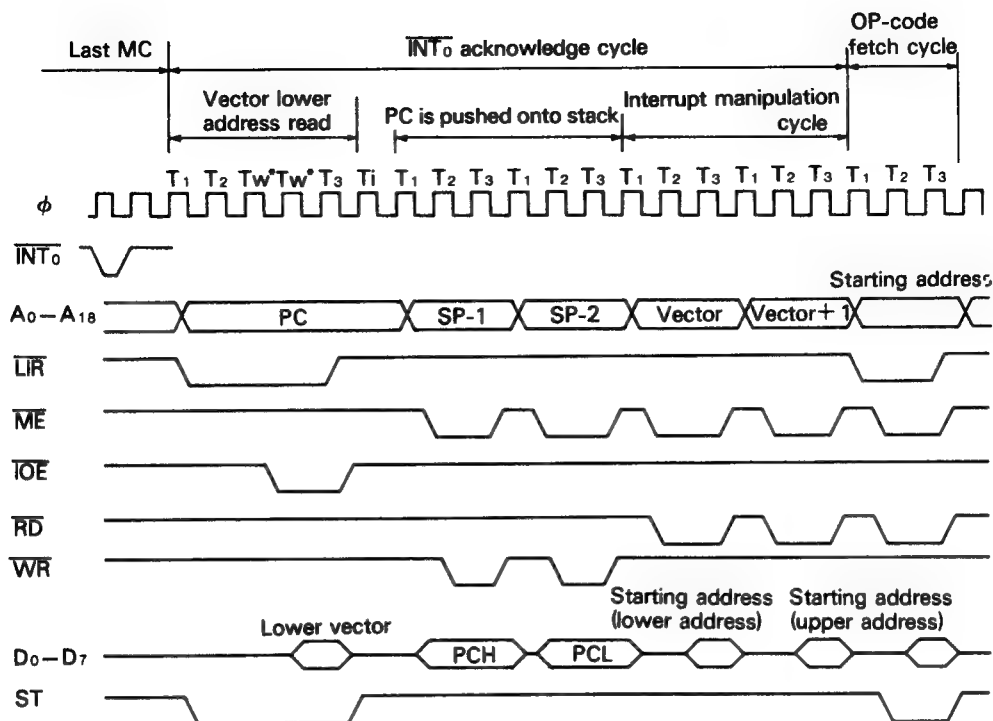 Last MC
INT₀ acknowledge cycle
OP-code
fetch cycle
Vector lower
address read
PC is pushed onto stack
Interrupt manipulation
cycle
T₁ T₂ Tw* Tw* T₃ Ti T₁ T₂ T₃ T₁ T₂ T₃ T₁ T₂ T₃ T₁ T₂ T₃ T₁ T₂ T₃
φ
INT₀
Starting address
A₀—A₁₈ PC SP-1 SP-2 Vector Vector+1
LIR
ME
IOE
RD
WR
Starting address
(lower address)
Starting address
(upper address)
Lower vector
D₀—D₇ PCH PCL
ST